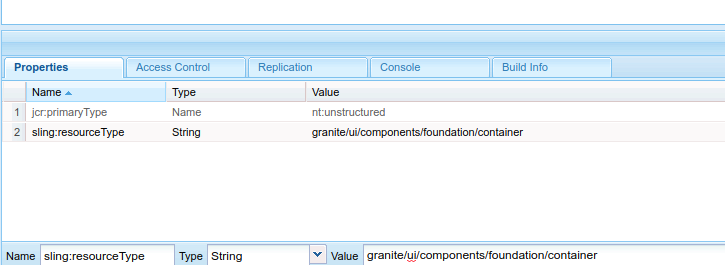 Properties Access Control Replication Console Build Info
Name Type Value
1 jcr:primaryType Name nt:unstructured
2 sling:resourceType String granite/ui/components/foundation/container
Name sling:resourceType Type String Value granite/ui/components/foundation/container